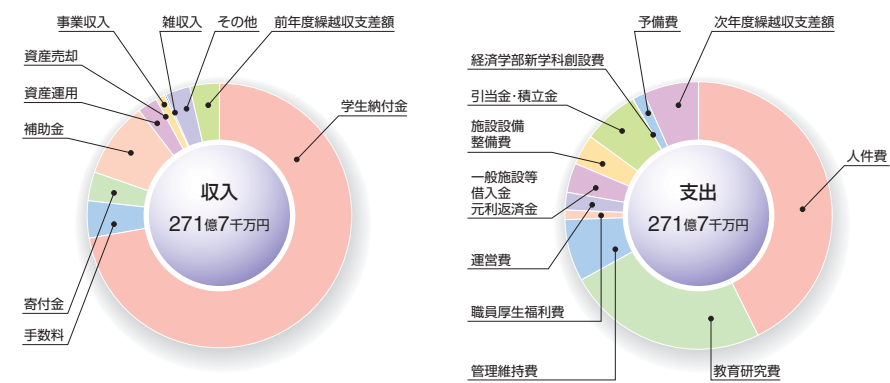 事業収入
雑収入
その他
前年度繰越収支差額
資産売却
資産運用
補助金
学生納付金
収入
271億7千万円
寄付金
手数料
予備費
次年度繰越収支差額
経済学部新学科創設費
引当金・積立金
施設設備
整備費
一般施設等
借入金
元利返済金
人件費
支出
271億7千万円
運営費
職員厚生福利費
管理維持費
教育研究費